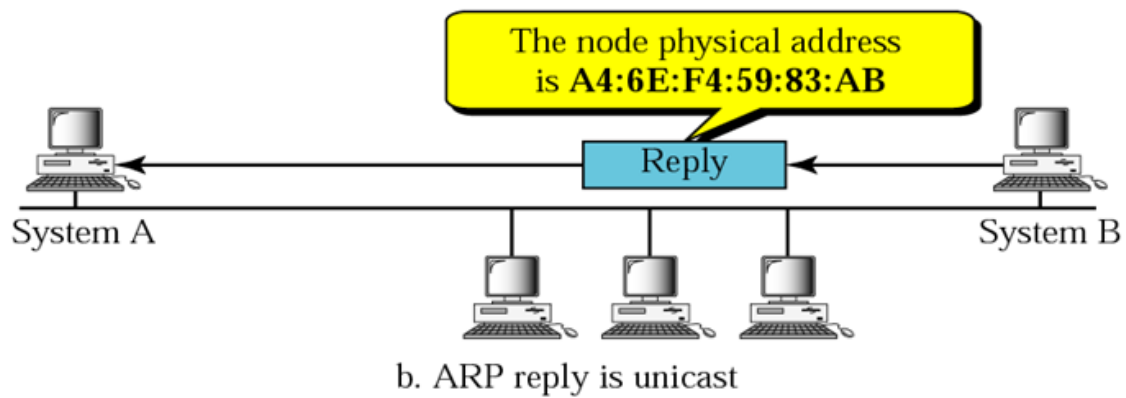 The node physical address
is A4:6E:F4:59:83:AB
Reply
System A
System B
b. ARP reply is unicast